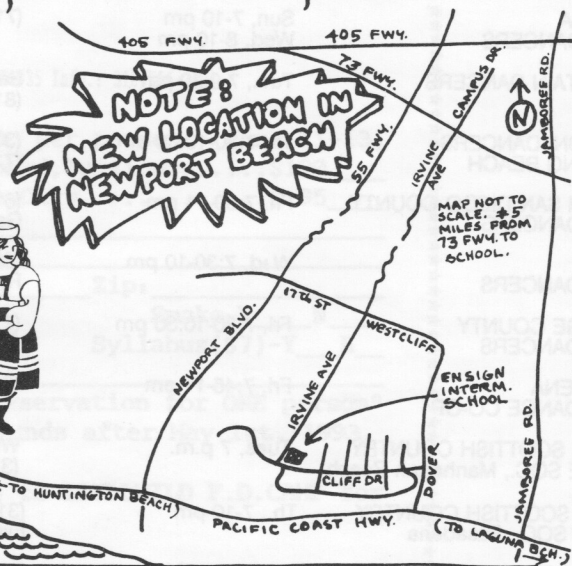 405 FWY.
405 FWY.
73 FWY.
CAMPUS DR.
JAMBOREE RD.
N
NOTE:
NEW LOCATION IN
NEWPORT BEACH
55 FWY.
IRVINE AVE
MAP NOT TO
SCALE. ±5
MILES FROM
73 FWY. TO
SCHOOL.
17TH ST
WESTCLIFF
NEWPORT BLVD.
IRVINE AVE
ENSIGN
INTERM.
SCHOOL
CLIFF DR
DOVER
JAMBOREE RD.
(TO HUNTINGTON BEACH)
PACIFIC COAST HWY.
(TO LAGUNA BCH.)